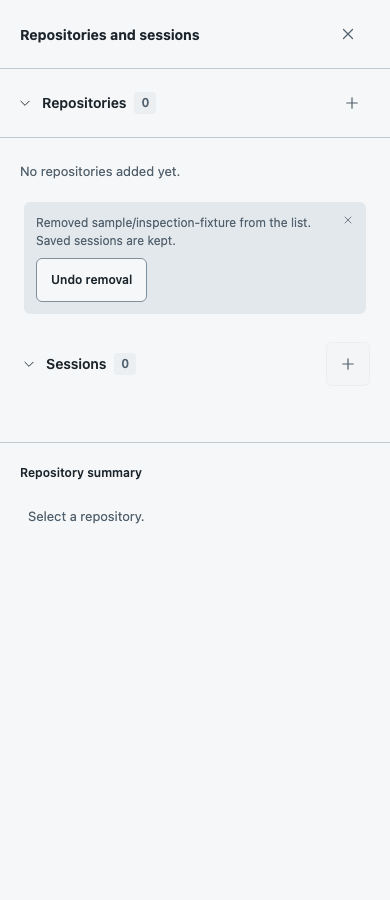 Repositories and sessions
Repositories 0
No repositories added yet.
Removed sample/inspection-fixture from the list.
Saved sessions are kept.
Undo removal
Sessions 0
Repository summary
Select a repository.